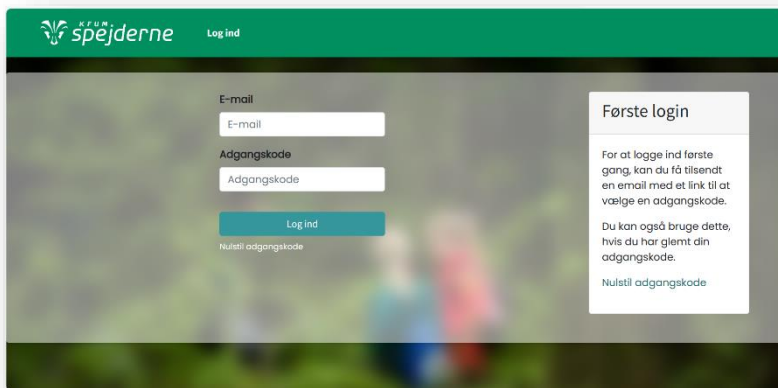 KFUM
spejderne
Log ind
E-mail
E-mail
Adgangskode
Adgangskode
Log ind
Nulstil adgangskode
Første login
For at logge ind første
gang, kan du få tilsendt
en email med et link til at
vælge en adgangskode.
Du kan også bruge dette,
hvis du har glemt din
adgangskode.
Nulstil adgangskode